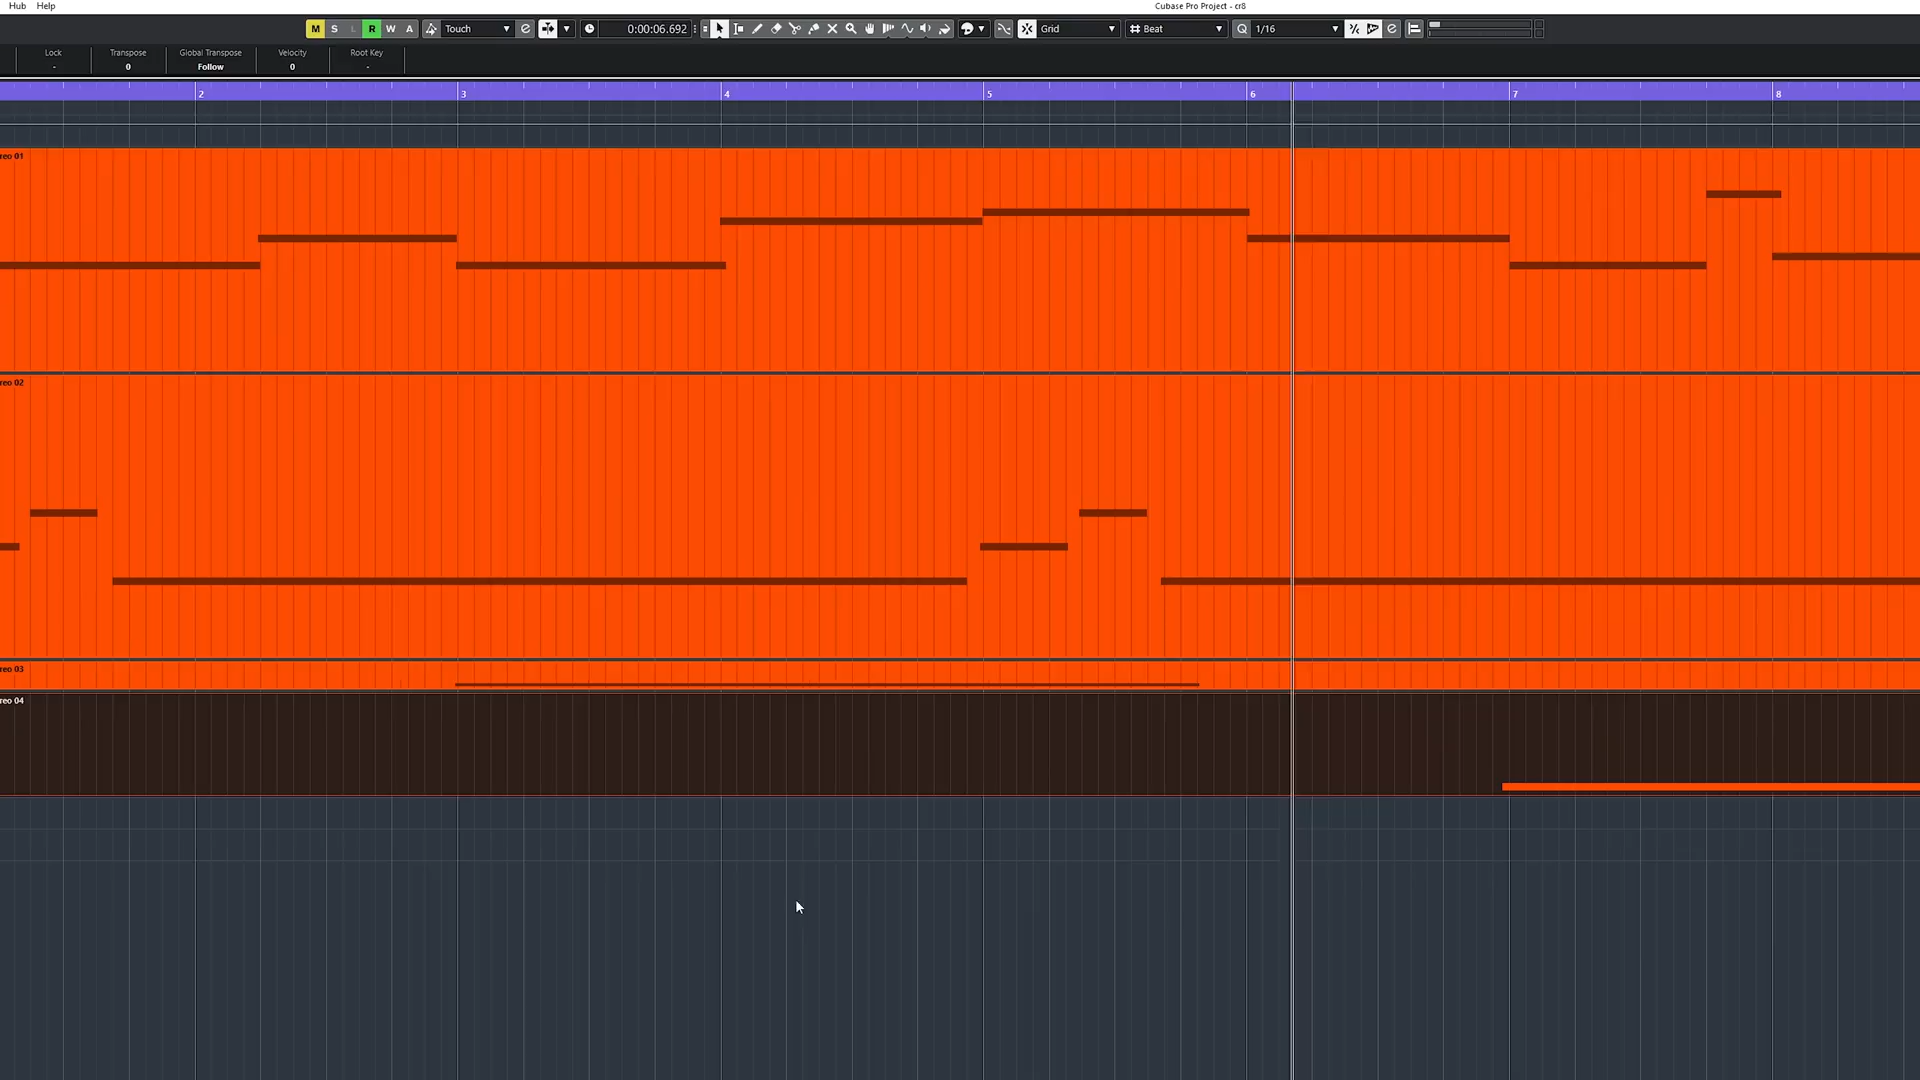 Hub Help
Cubase Pro Project - cr8
M S L R W A Touch e 0:00:06.692 Grid Beat Q 1/16 e
Lock Transpose Global Transpose Velocity Root Key
- 0 Follow 0 -
2 3 4 5 6 7 8
reo 01
reo 02
reo 03
reo 04